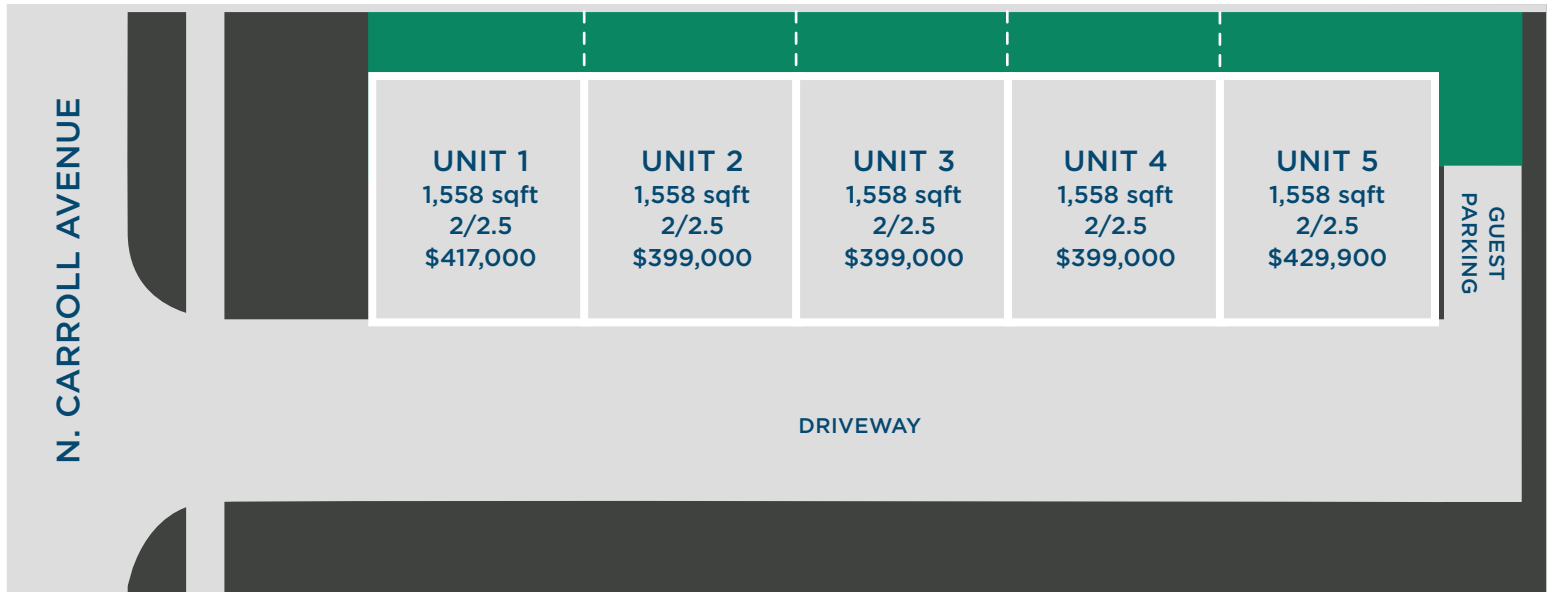 N. CARROLL AVENUE
UNIT 1
1,558 sqft
2/2.5
$417,000
UNIT 2
1,558 sqft
2/2.5
$399,000
UNIT 3
1,558 sqft
2/2.5
$399,000
UNIT 4
1,558 sqft
2/2.5
$399,000
UNIT 5
1,558 sqft
2/2.5
$429,900
GUEST
PARKING
DRIVEWAY